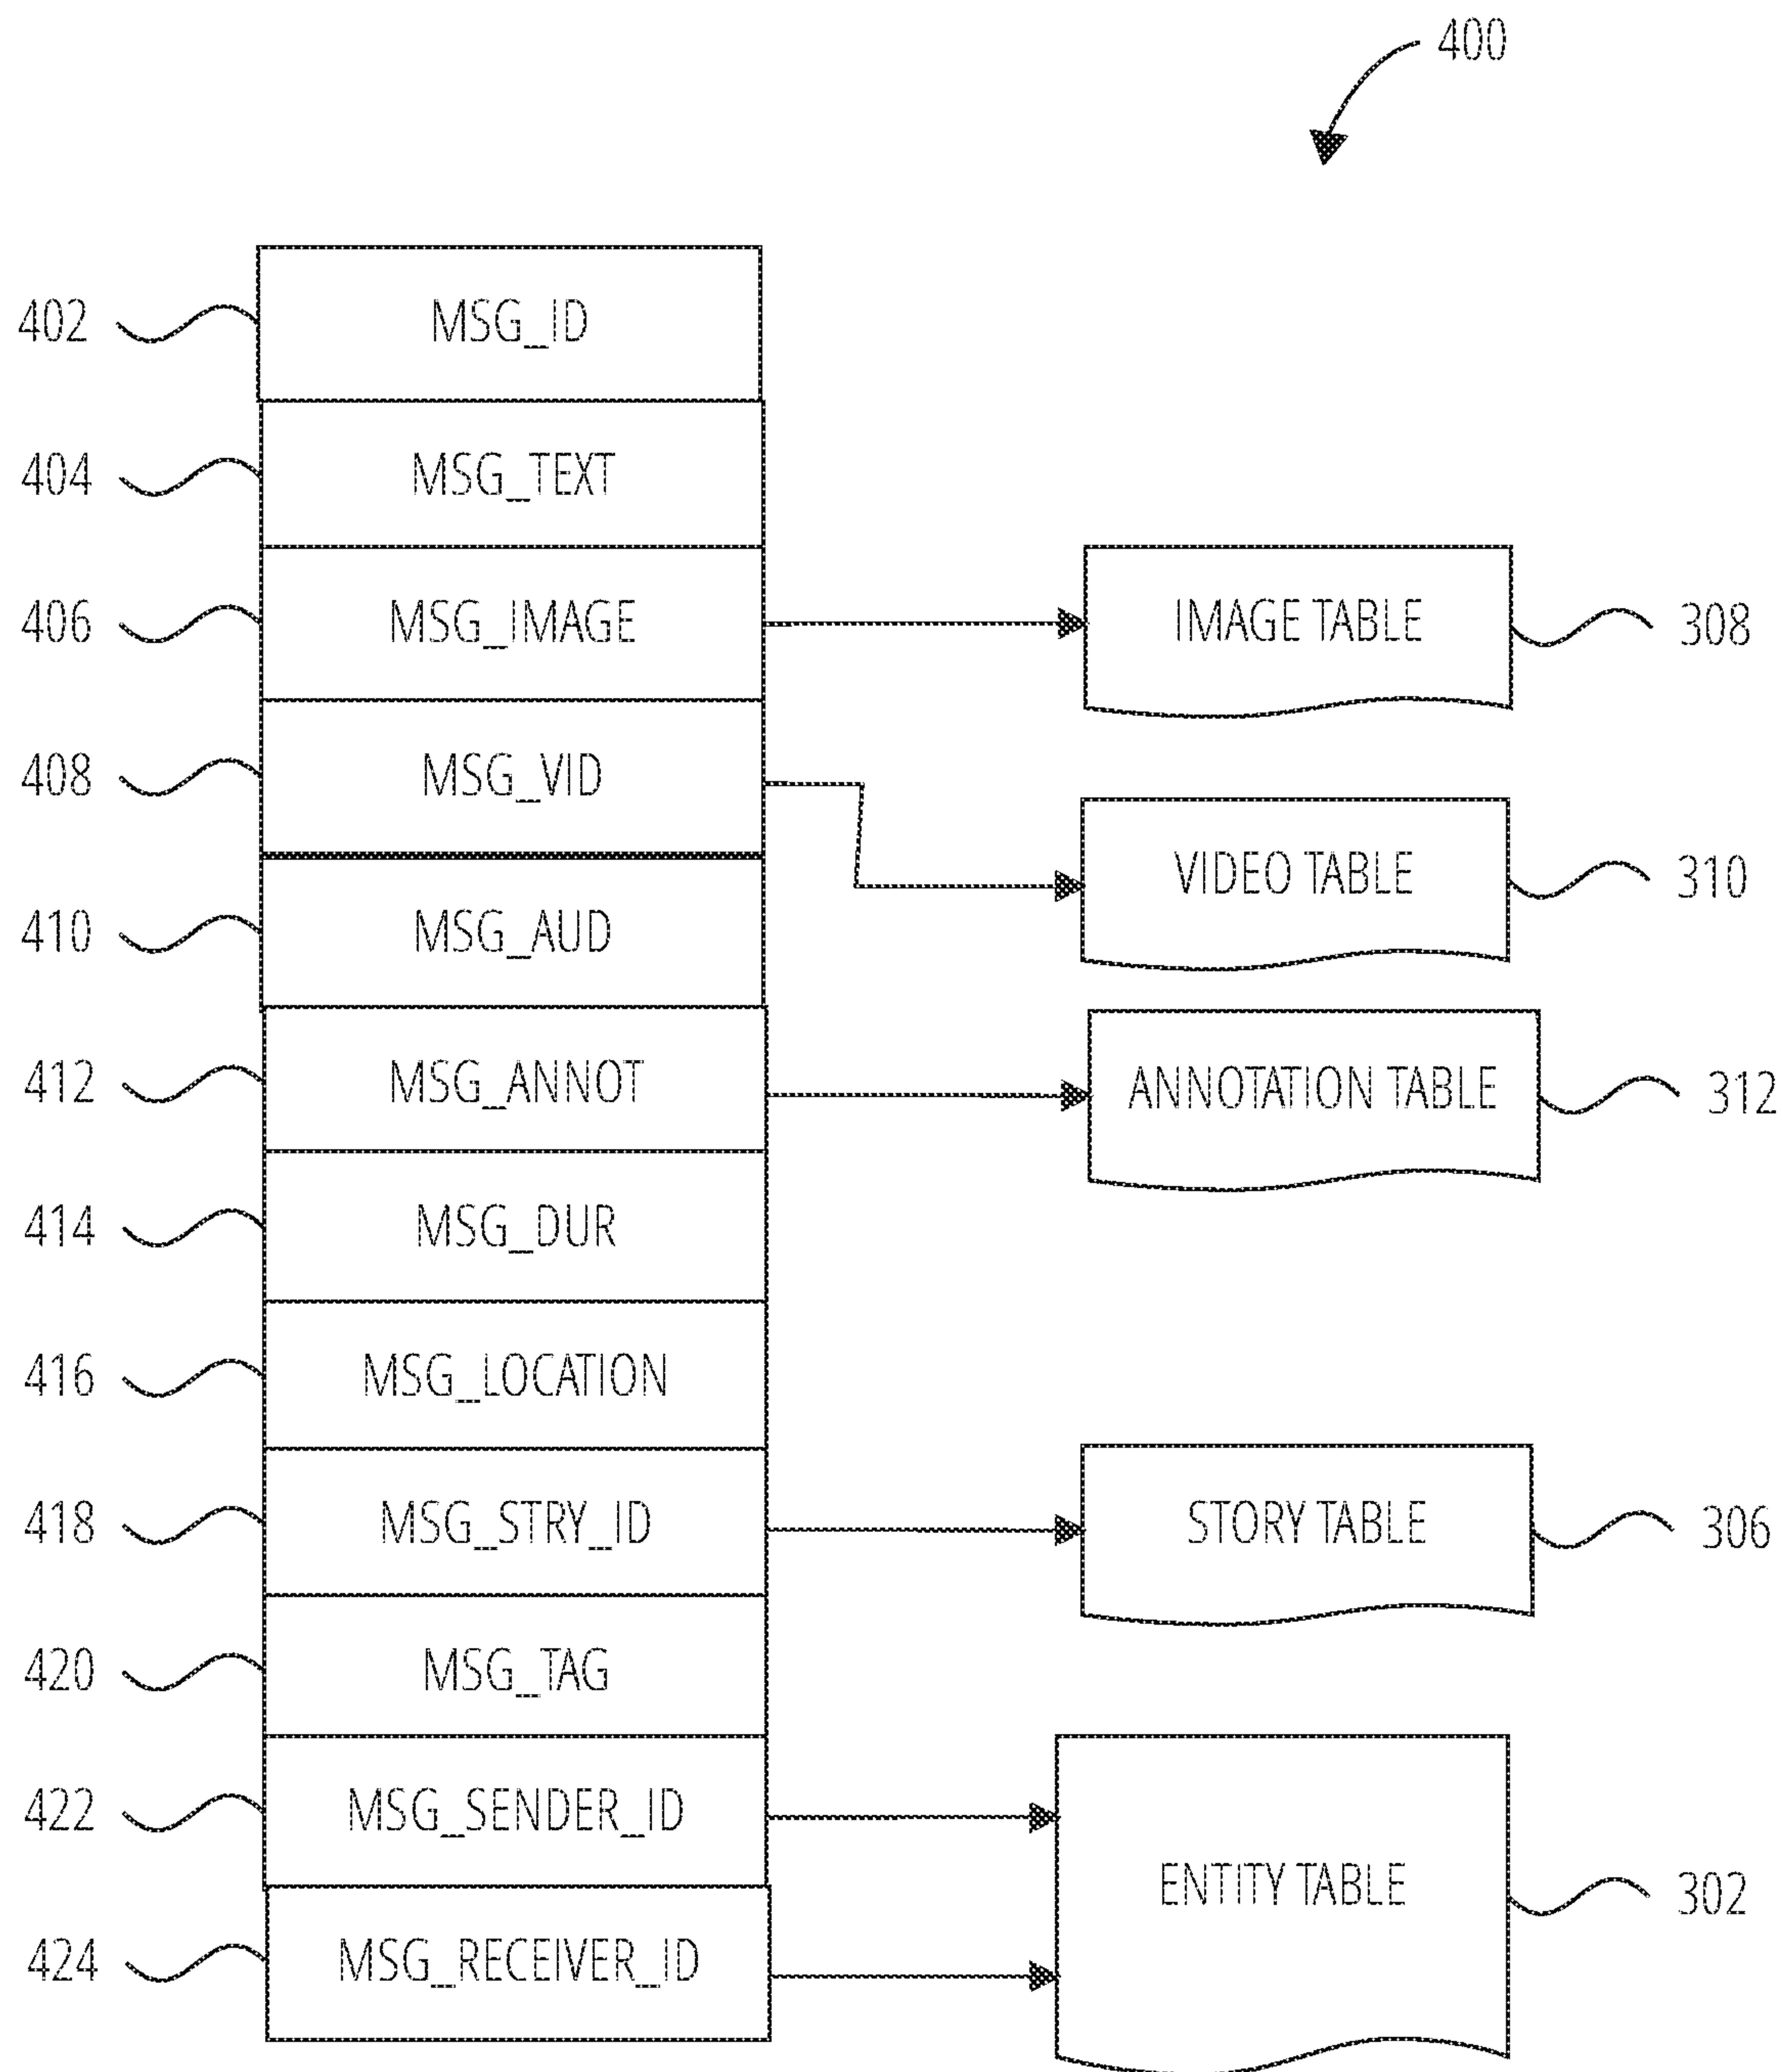 400
402 MSG_ID
404 MSG_TEXT
406 MSG_IMAGE IMAGE TABLE 308
408 MSG_VID
VIDEO TABLE 310
410 MSG_AUD
412 MSG_ANNOT ANNOTATION TABLE 312
414 MSG_DUR
416 MSG_LOCATION
418 MSG_STRY_ID STORY TABLE 306
420 MSG_TAG
422 MSG_SENDER_ID
ENTITY TABLE 302
424 MSG_RECEIVER_ID